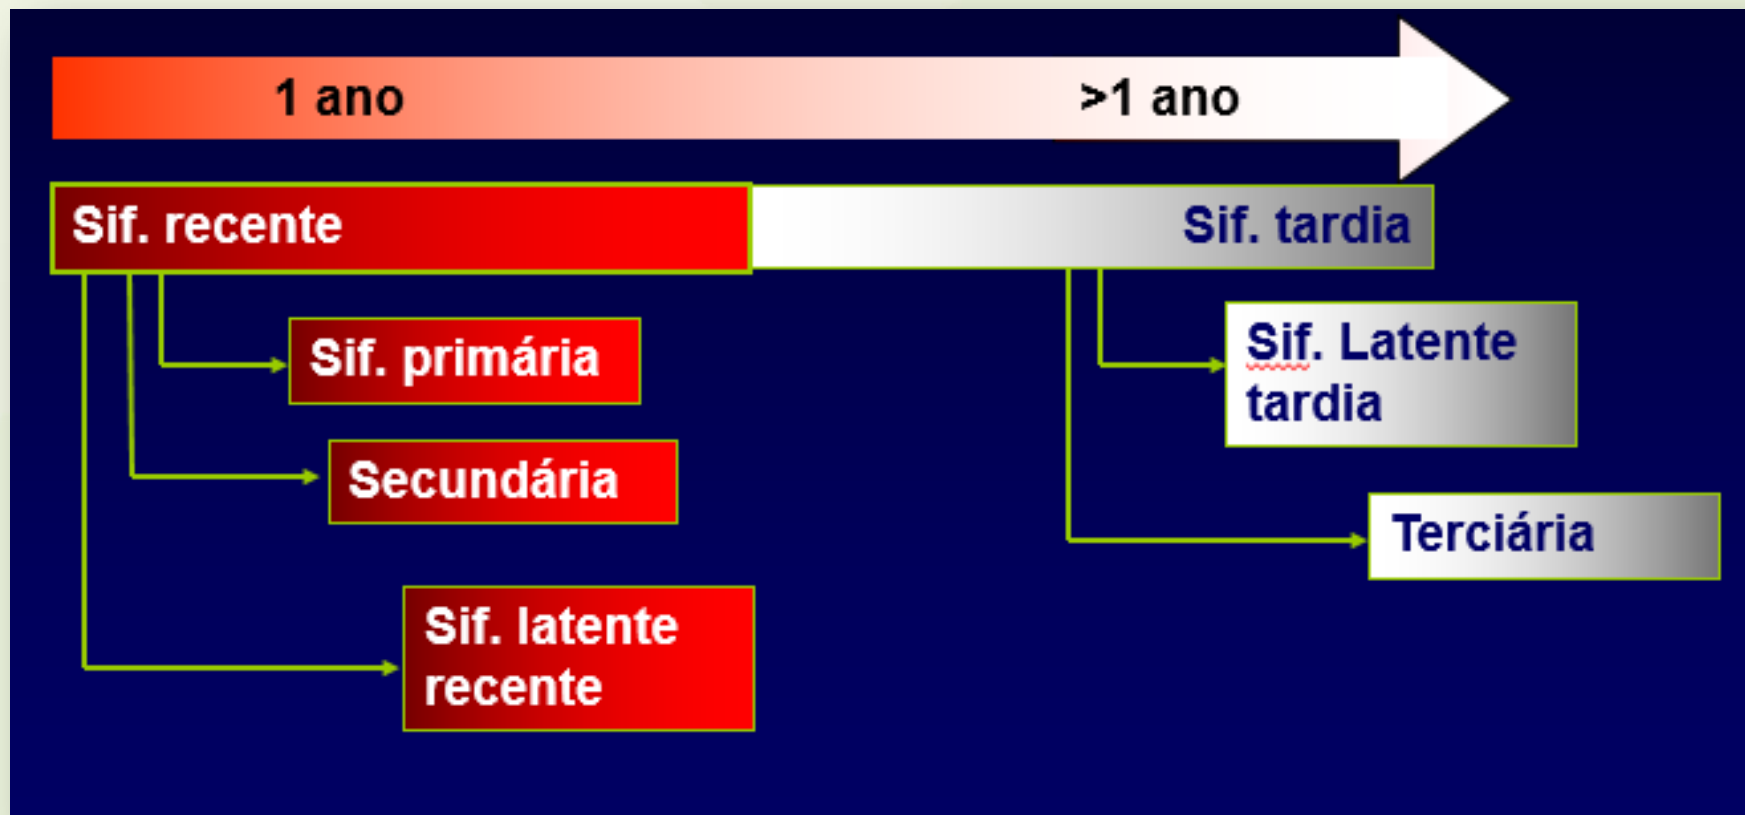 1 ano
>1 ano
Sif. recente
Sif. tardia
Sif. primária
Secundária
Sif. latente
recente
Sif. Latente
tardia
Terciária